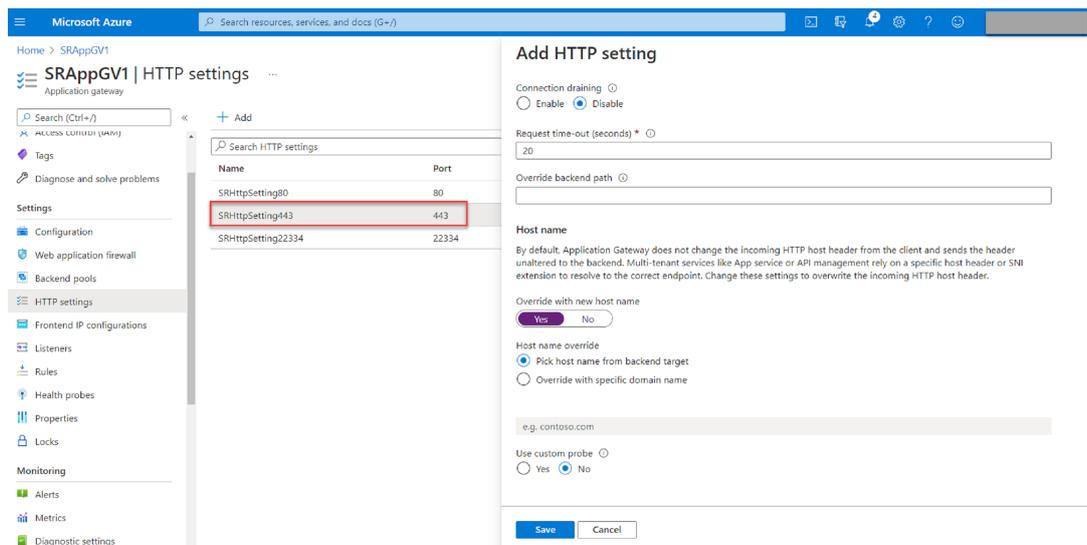 Microsoft Azure
Search resources, services, and docs (G+/)
4
Home > SRAppGV1
SRAppGV1 | HTTP settings ...
Application gateway
Search (Ctrl+/)
«
Access control (IAM)
Tags
Diagnose and solve problems
Settings
Configuration
Web application firewall
Backend pools
HTTP settings
Frontend IP configurations
Listeners
Rules
Health probes
Properties
Locks
Monitoring
Alerts
Metrics
Diagnostic settings
+ Add
Search HTTP settings
Name Port
SRHttpSetting80 80
SRHttpSetting443 443
SRHttpSetting22334 22334
Add HTTP setting
Connection draining
Enable Disable
Request time-out (seconds) *
20
Override backend path
Host name
By default, Application Gateway does not change the incoming HTTP host header from the client and sends the header
unaltered to the backend. Multi-tenant services like App service or API management rely on a specific host header or SNI
extension to resolve to the correct endpoint. Change these settings to overwrite the incoming HTTP host header.
Override with new host name
Yes No
Host name override
Pick host name from backend target
Override with specific domain name
e.g. contoso.com
Use custom probe
Yes No
Save Cancel